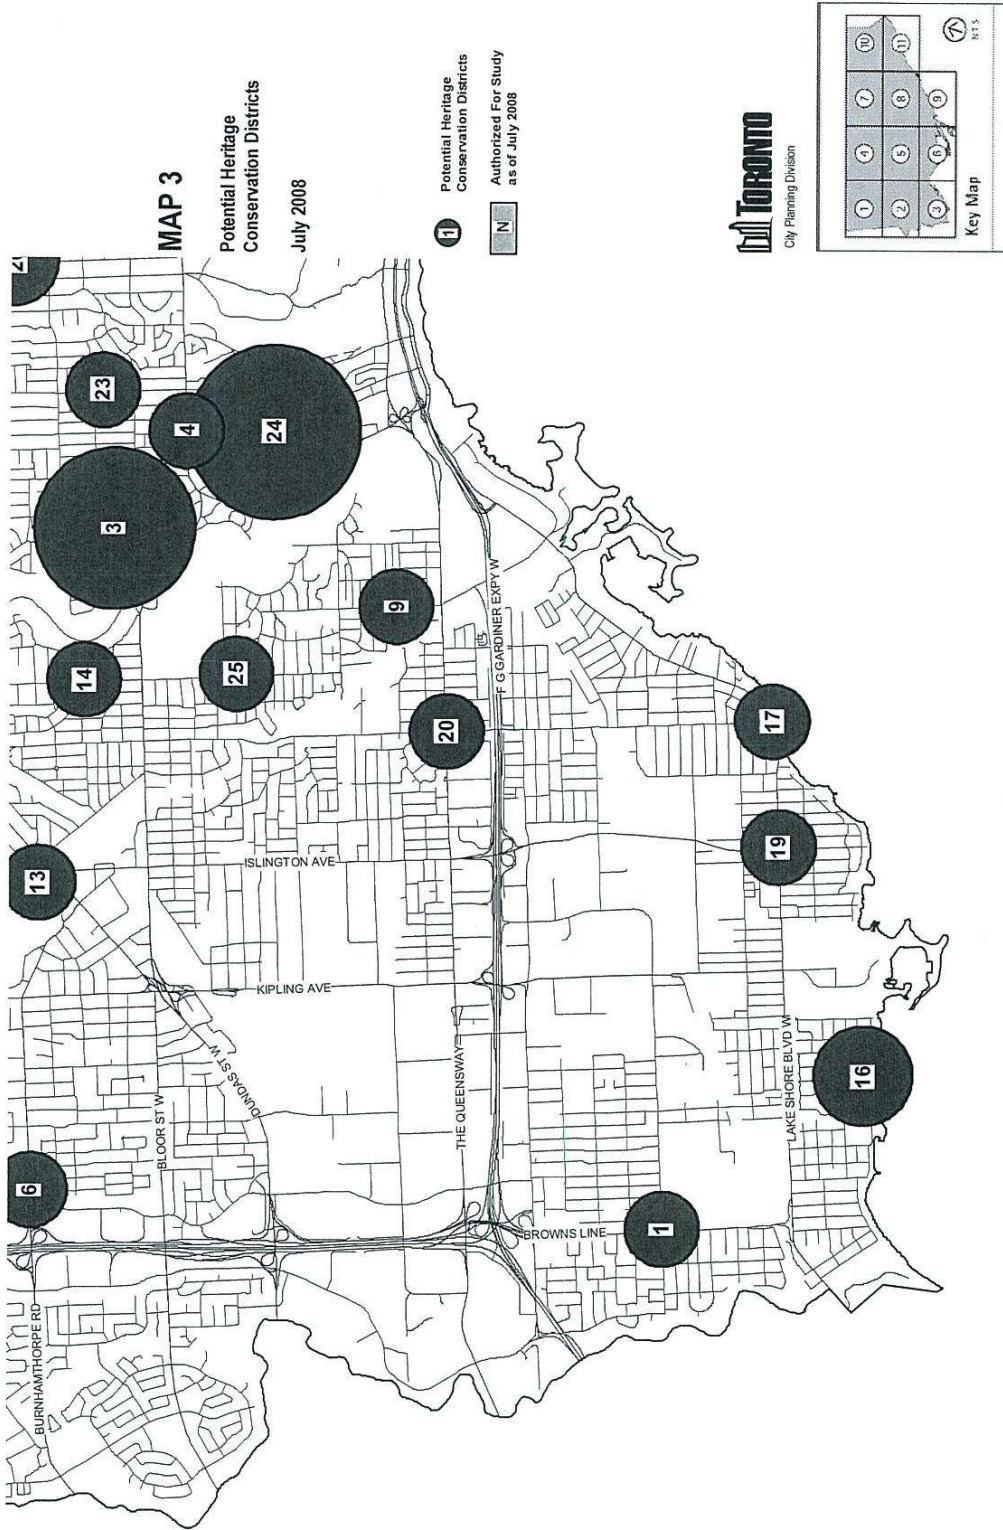 MAP 3
Potential Heritage
Conservation Districts
July 2008
1
Potential Heritage
Conservation Districts
N
Authorized For Study
as of July 2008
TORONTO
City Planning Division
1
4
7
10
2
5
8
11
3
6
9
Key Map
NTS
6
13
14
3
23
4
24
25
9
20
1
16
19
17
BURNHAMTHORPE RD
BLOOR ST W
DUNDAS ST W
KIPLING AVE
ISLINGTON AVE
THE QUEENSWAY
F G GARDINER EXPY W
BROWNS LINE
LAKE SHORE BLVD W